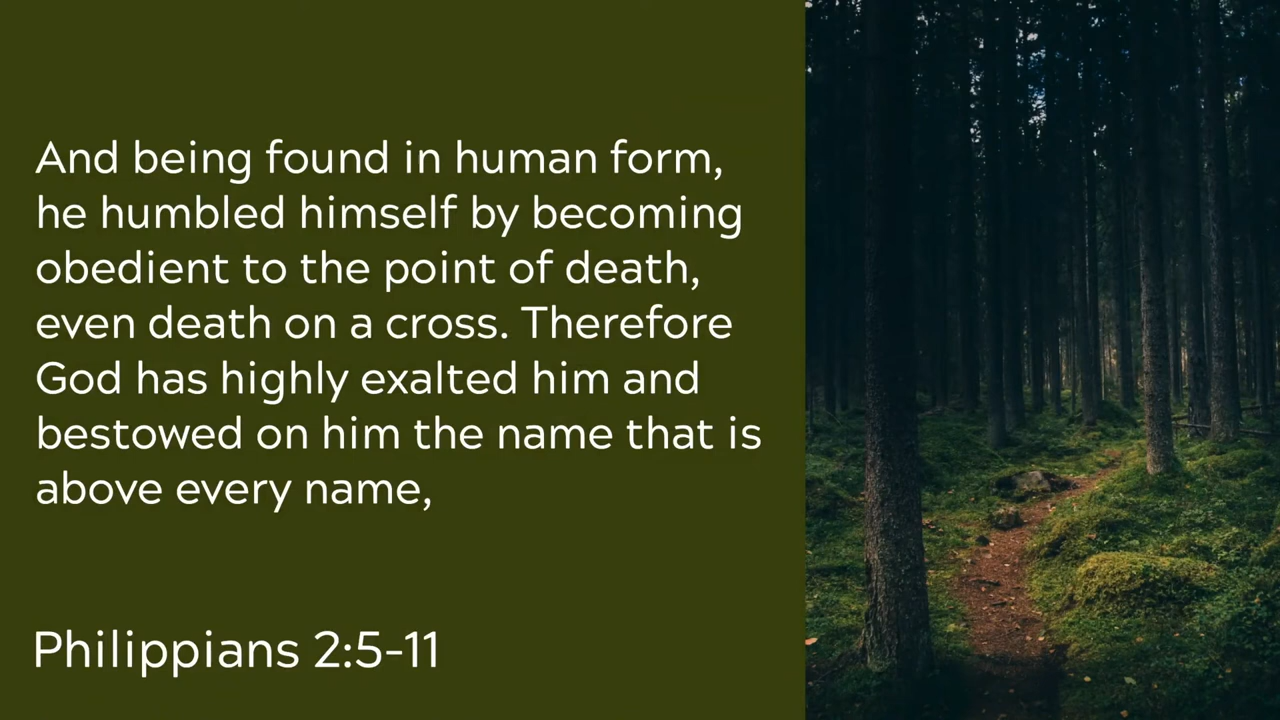 And being found in human form,
he humbled himself by becoming
obedient to the point of death,
even death on a cross. Therefore
God has highly exalted him and
bestowed on him the name that is
above every name,
Philippians 2:5-11